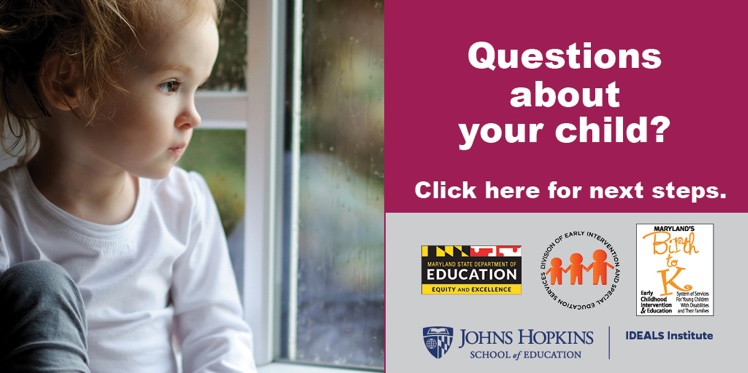 Questions
about
your child?
Click here for next steps.
MARYLAND STATE DEPARTMENT OF
EDUCATION
EQUITY AND EXCELLENCE
DIVISION OF EARLY INTERVENTION AND SPECIAL EDUCATION SERVICES
MARYLAND'S
Birth
to
K
Early
Childhood
Intervention
& Education
System of Services
For Young Children
With Disabilities
and Their Families
JOHNS HOPKINS
SCHOOL of EDUCATION
IDEALS Institute